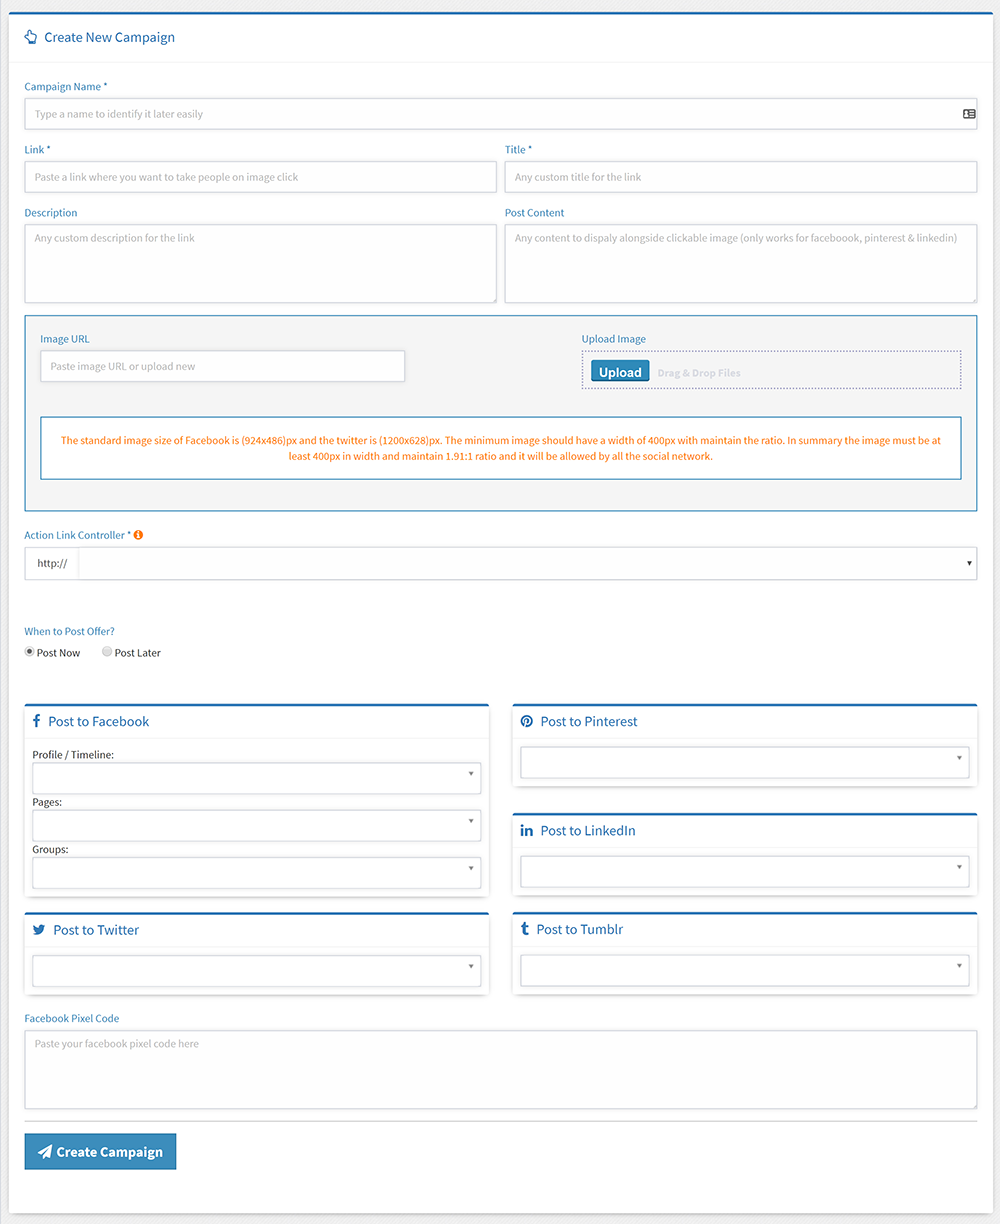 Create New Campaign
Campaign Name *
Type a name to identify it later easily
Link *
Title *
Paste a link where you want to take people on image click
Any custom title for the link
Description
Post Content
Any custom description for the link
Any content to dispaly alongside clickable image (only works for faceboook, pinterest & linkedin)
Image URL
Upload Image
Paste image URL or upload new
Upload
Drag & Drop Files
The standard image size of Facebook is (924x486)px and the twitter is (1200x628)px. The minimum image should have a width of 400px with maintain the ratio. In summary the image must be at
least 400px in width and maintain 1.91:1 ratio and it will be allowed by all the social network.
Action Link Controller *
http://
When to Post Offer?
Post Now
Post Later
Post to Facebook
Profile / Timeline:
Pages:
Groups:
Post to Pinterest
Post to LinkedIn
Post to Twitter
Post to Tumblr
Facebook Pixel Code
Paste your facebook pixel code here
Create Campaign